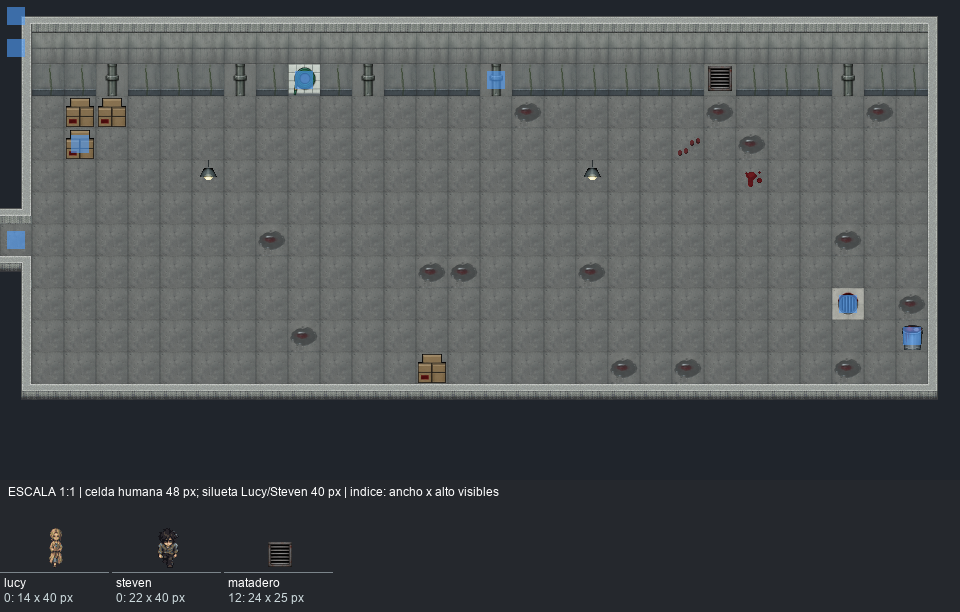 ESCALA 1:1 | celda humana 48 px; silueta Lucy/Steven 40 px | indice: ancho x alto visibles
lucy
0: 14 x 40 px
steven
0: 22 x 40 px
matadero
12: 24 x 25 px